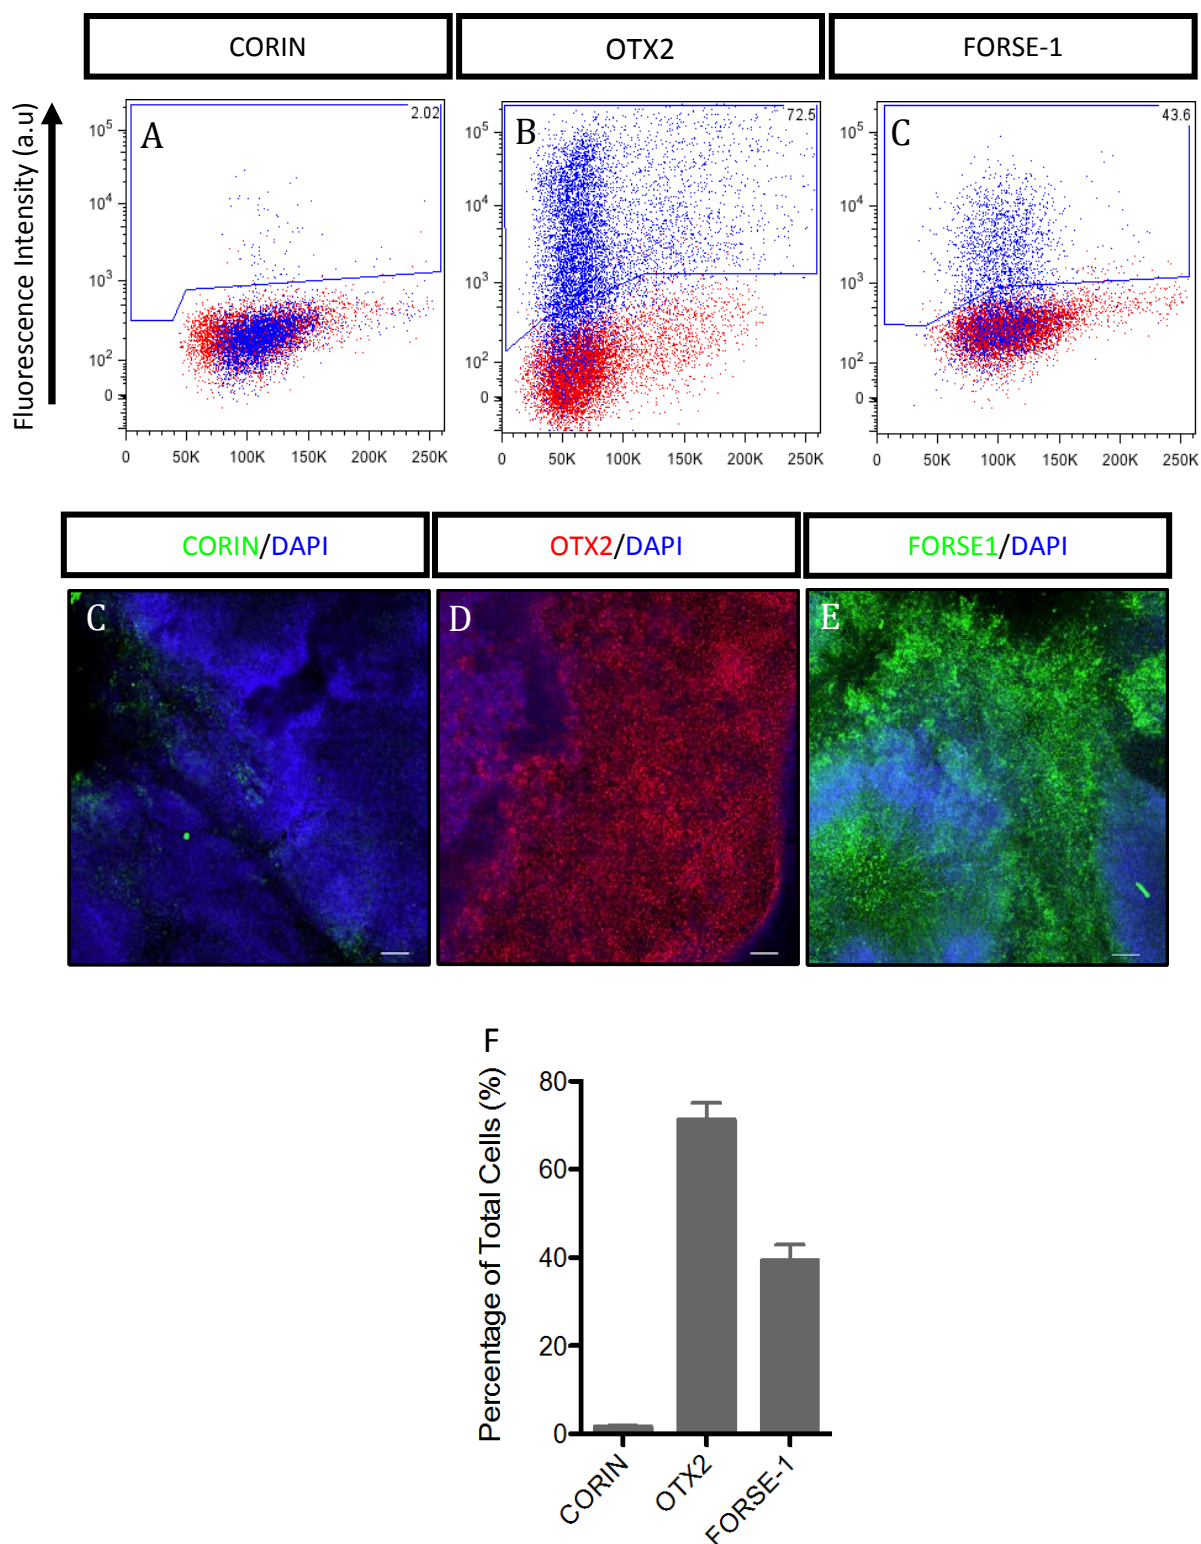 CORIN
OTX2
FORSE-1
Fluorescence Intensity (a.u)
A
2.02
10^5
10^4
10^3
10^2
0
0 50K 100K 150K 200K 250K
B
72.5
10^5
10^4
10^3
10^2
0
0 50K 100K 150K 200K 250K
C
43.6
10^5
10^4
10^3
10^2
0
0 50K 100K 150K 200K 250K
CORIN/DAPI
OTX2/DAPI
FORSE1/DAPI
C
D
E
F
Percentage of Total Cells (%)
80
60
40
20
0
CORIN
OTX2
FORSE-1